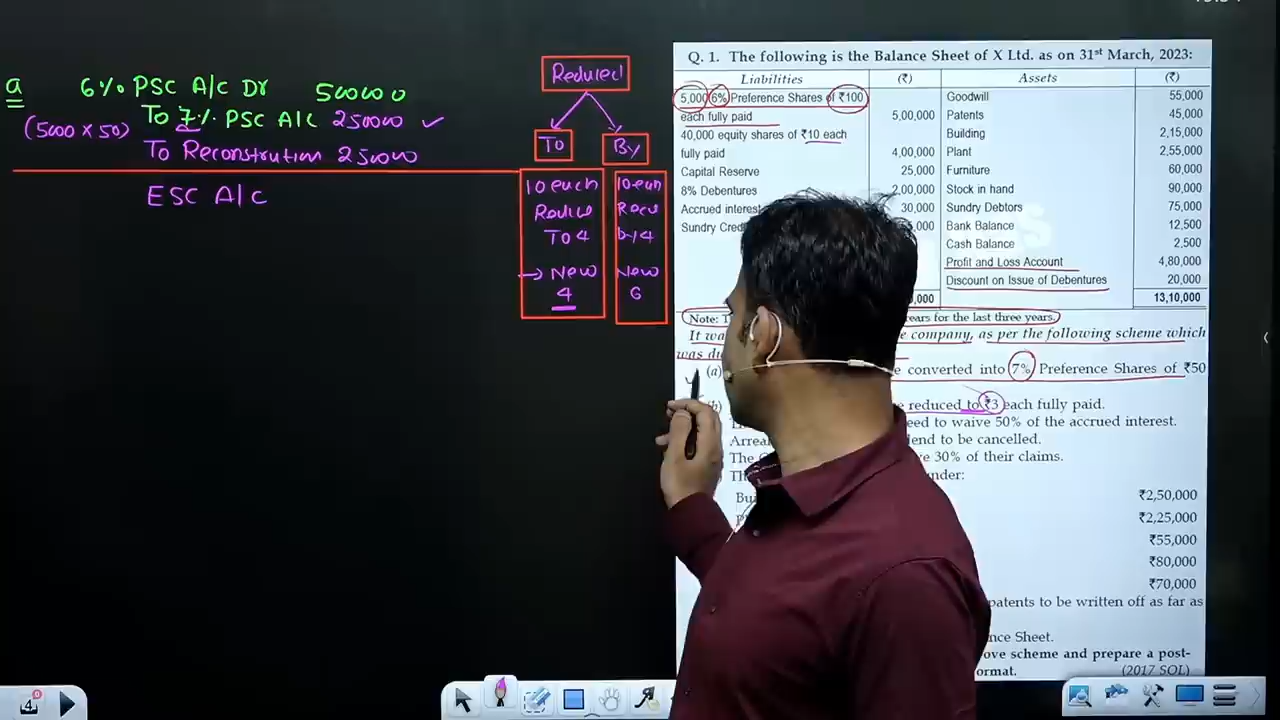 a 6% PSC A/c Dr 500000
To 7% PSC A/c 250000 ✓
(5000 x 50)
To Reconstrution 250000
ESC A/c
Reduced
To By
10 each
Reduce
To 4
→ New
4
10 each
by 4
New
6
Q. 1. The following is the Balance Sheet of X Ltd. as on 31st March, 2023:
Liabilities (₹) Assets (₹)
5,000 6% Preference Shares of ₹100 Goodwill 55,000
each fully paid 5,00,000 Patents 45,000
40,000 equity shares of ₹10 each Building 2,15,000
fully paid 4,00,000 Plant 2,55,000
Capital Reserve 25,000 Furniture 60,000
8% Debentures 2,00,000 Stock in hand 90,000
Accrued interest 30,000 Sundry Debtors 75,000
Sundry Bank Balance 12,500
Cash Balance 2,500
Profit and Loss Account 4,80,000
Discount on Issue of Debentures 20,000
13,10,000
Note: ears for the last three years.
It company, as per the following scheme which
was
(a) converted into 7% Preference Shares of ₹50
(b) reduced to ₹3 each fully paid.
to waive 50% of the accrued interest.
to be cancelled.
The 30% of their claims.
₹2,50,000
₹2,25,000
₹55,000
₹80,000
₹70,000
patents to be written off as far as
Sheet.
scheme and prepare a post-
(2017 SOL)
4